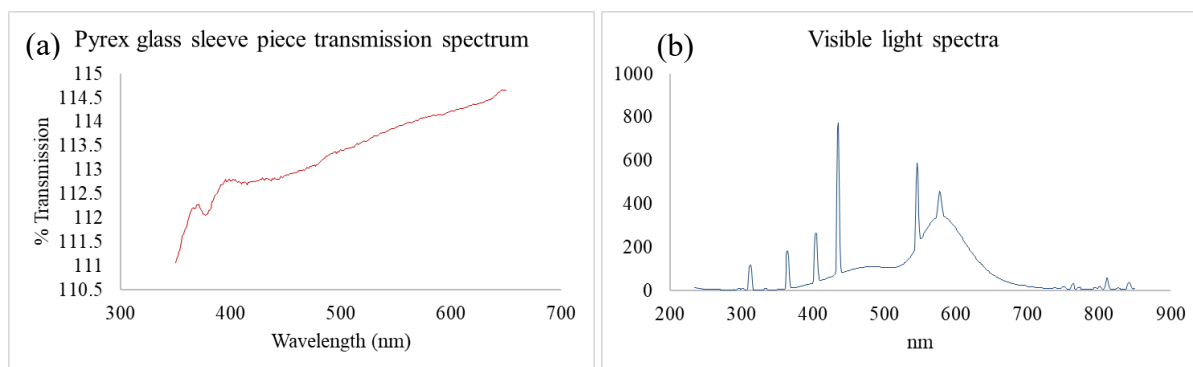 (a) Pyrex glass sleeve piece transmission spectrum
115
114.5
114
113.5
113
112.5
112
111.5
111
110.5
% Transmission
300 400 500 600 700
Wavelength (nm)
(b) Visible light spectra
1000
800
600
400
200
0
200 300 400 500 600 700 800 900
nm